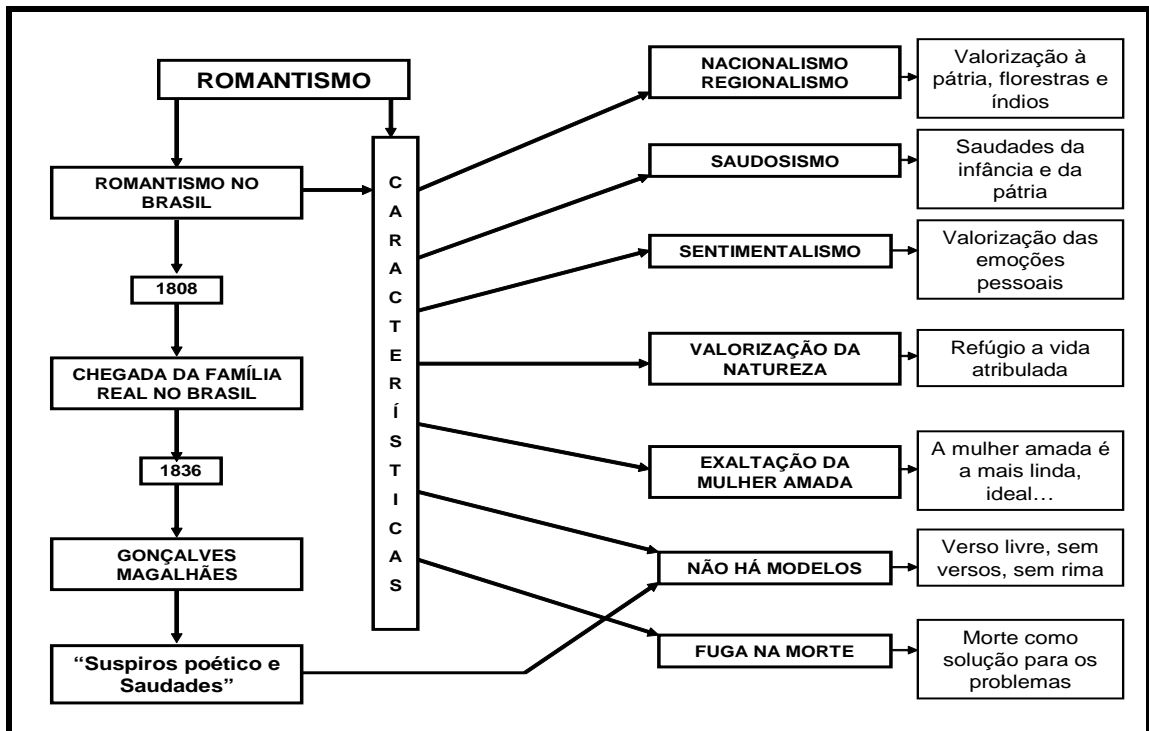 ROMANTISMO
ROMANTISMO NO
BRASIL
1808
CHEGADA DA FAMÍLIA
REAL NO BRASIL
1836
GONÇALVES
MAGALHÃES
“Suspiros poético e
Saudades”
C
A
R
A
C
T
E
R
Í
S
T
I
C
A
S
NACIONALISMO
REGIONALISMO
Valorização à
pátria, florestras e
índios
SAUDOSISMO
Saudades da
infância e da
pátria
SENTIMENTALISMO
Valorização das
emoções
pessoais
VALORIZAÇÃO DA
NATUREZA
Refúgio a vida
atribulada
EXALTAÇÃO DA
MULHER AMADA
A mulher amada é
a mais linda,
ideal…
NÃO HÁ MODELOS
Verso livre, sem
versos, sem rima
FUGA NA MORTE
Morte como
solução para os
problemas